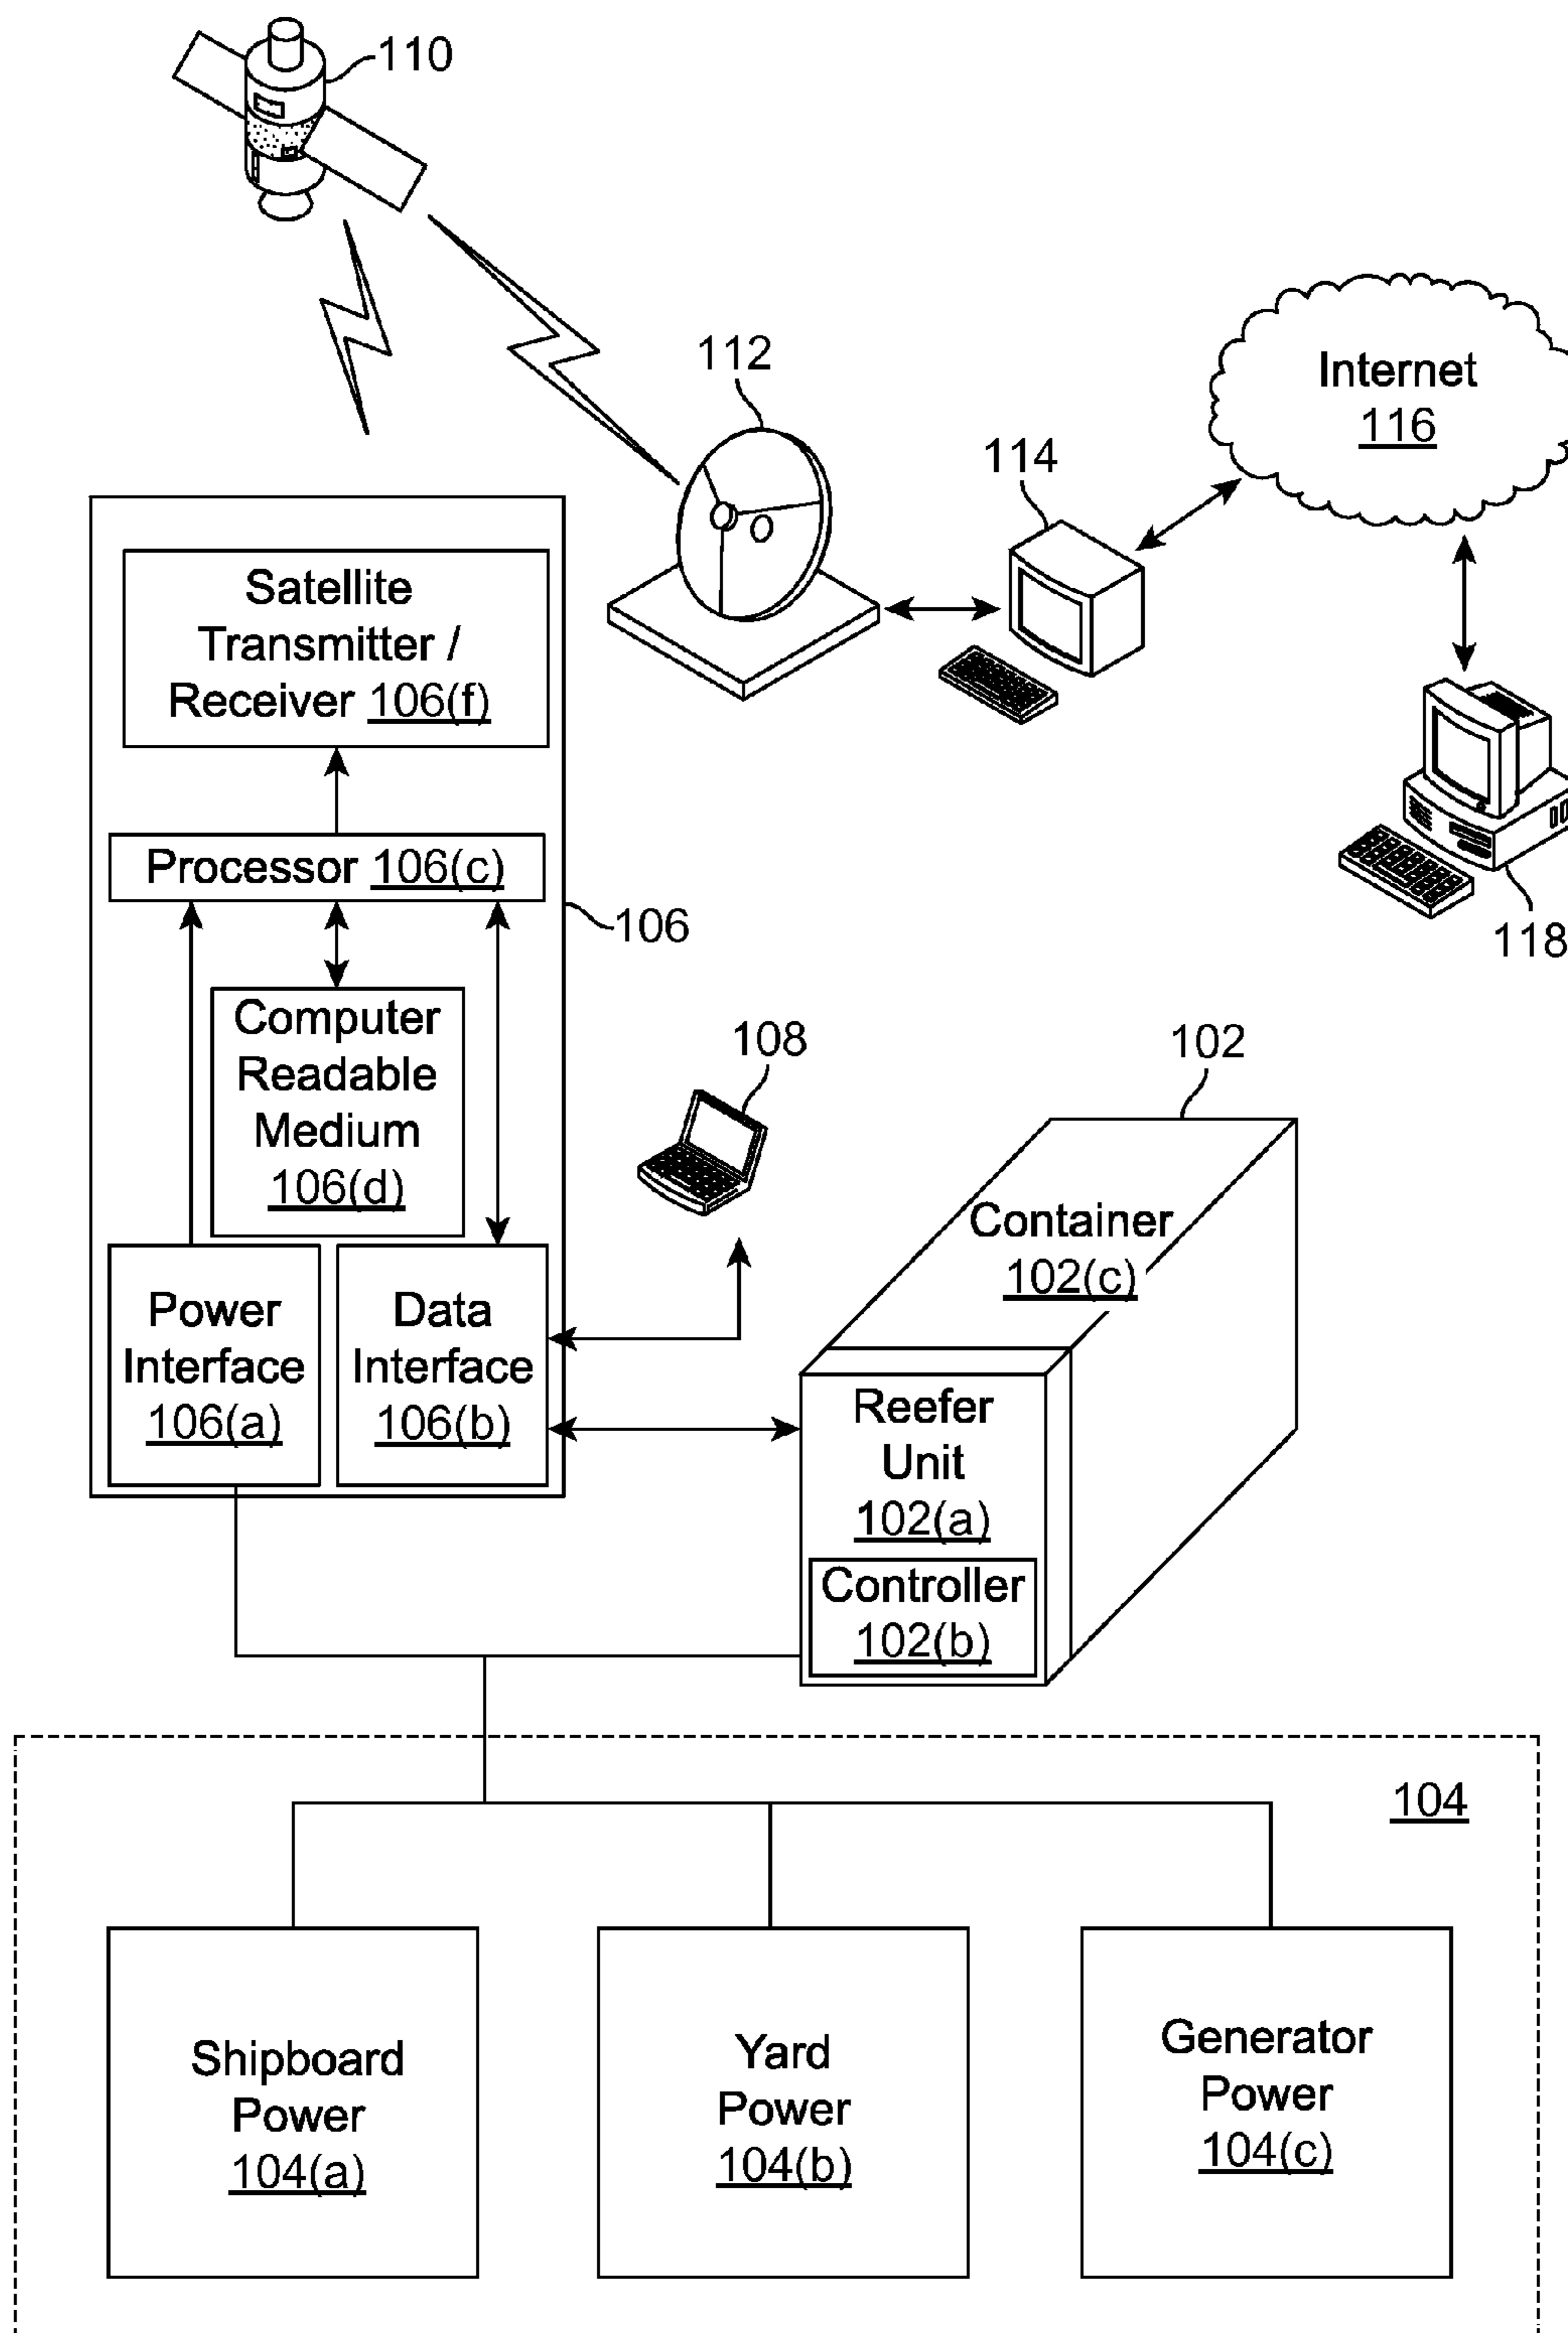 110
112
Internet
116
114
Satellite
Transmitter /
Receiver 106(f)
Processor 106(c)
106
118
Computer
Readable
Medium
106(d)
108
102
Container
102(c)
Power
Interface
106(a)
Data
Interface
106(b)
Reefer
Unit
102(a)
Controller
102(b)
104
Shipboard
Power
104(a)
Yard
Power
104(b)
Generator
Power
104(c)